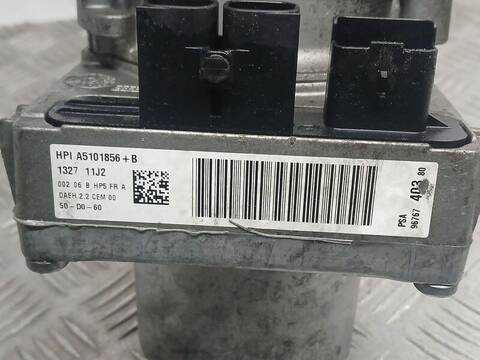 HPI A5101856+B
1327 11J2
002 06 B HP5 FR A
DAEH 2.2 CEM 00
50-D0-60
PSA
96767 403 80